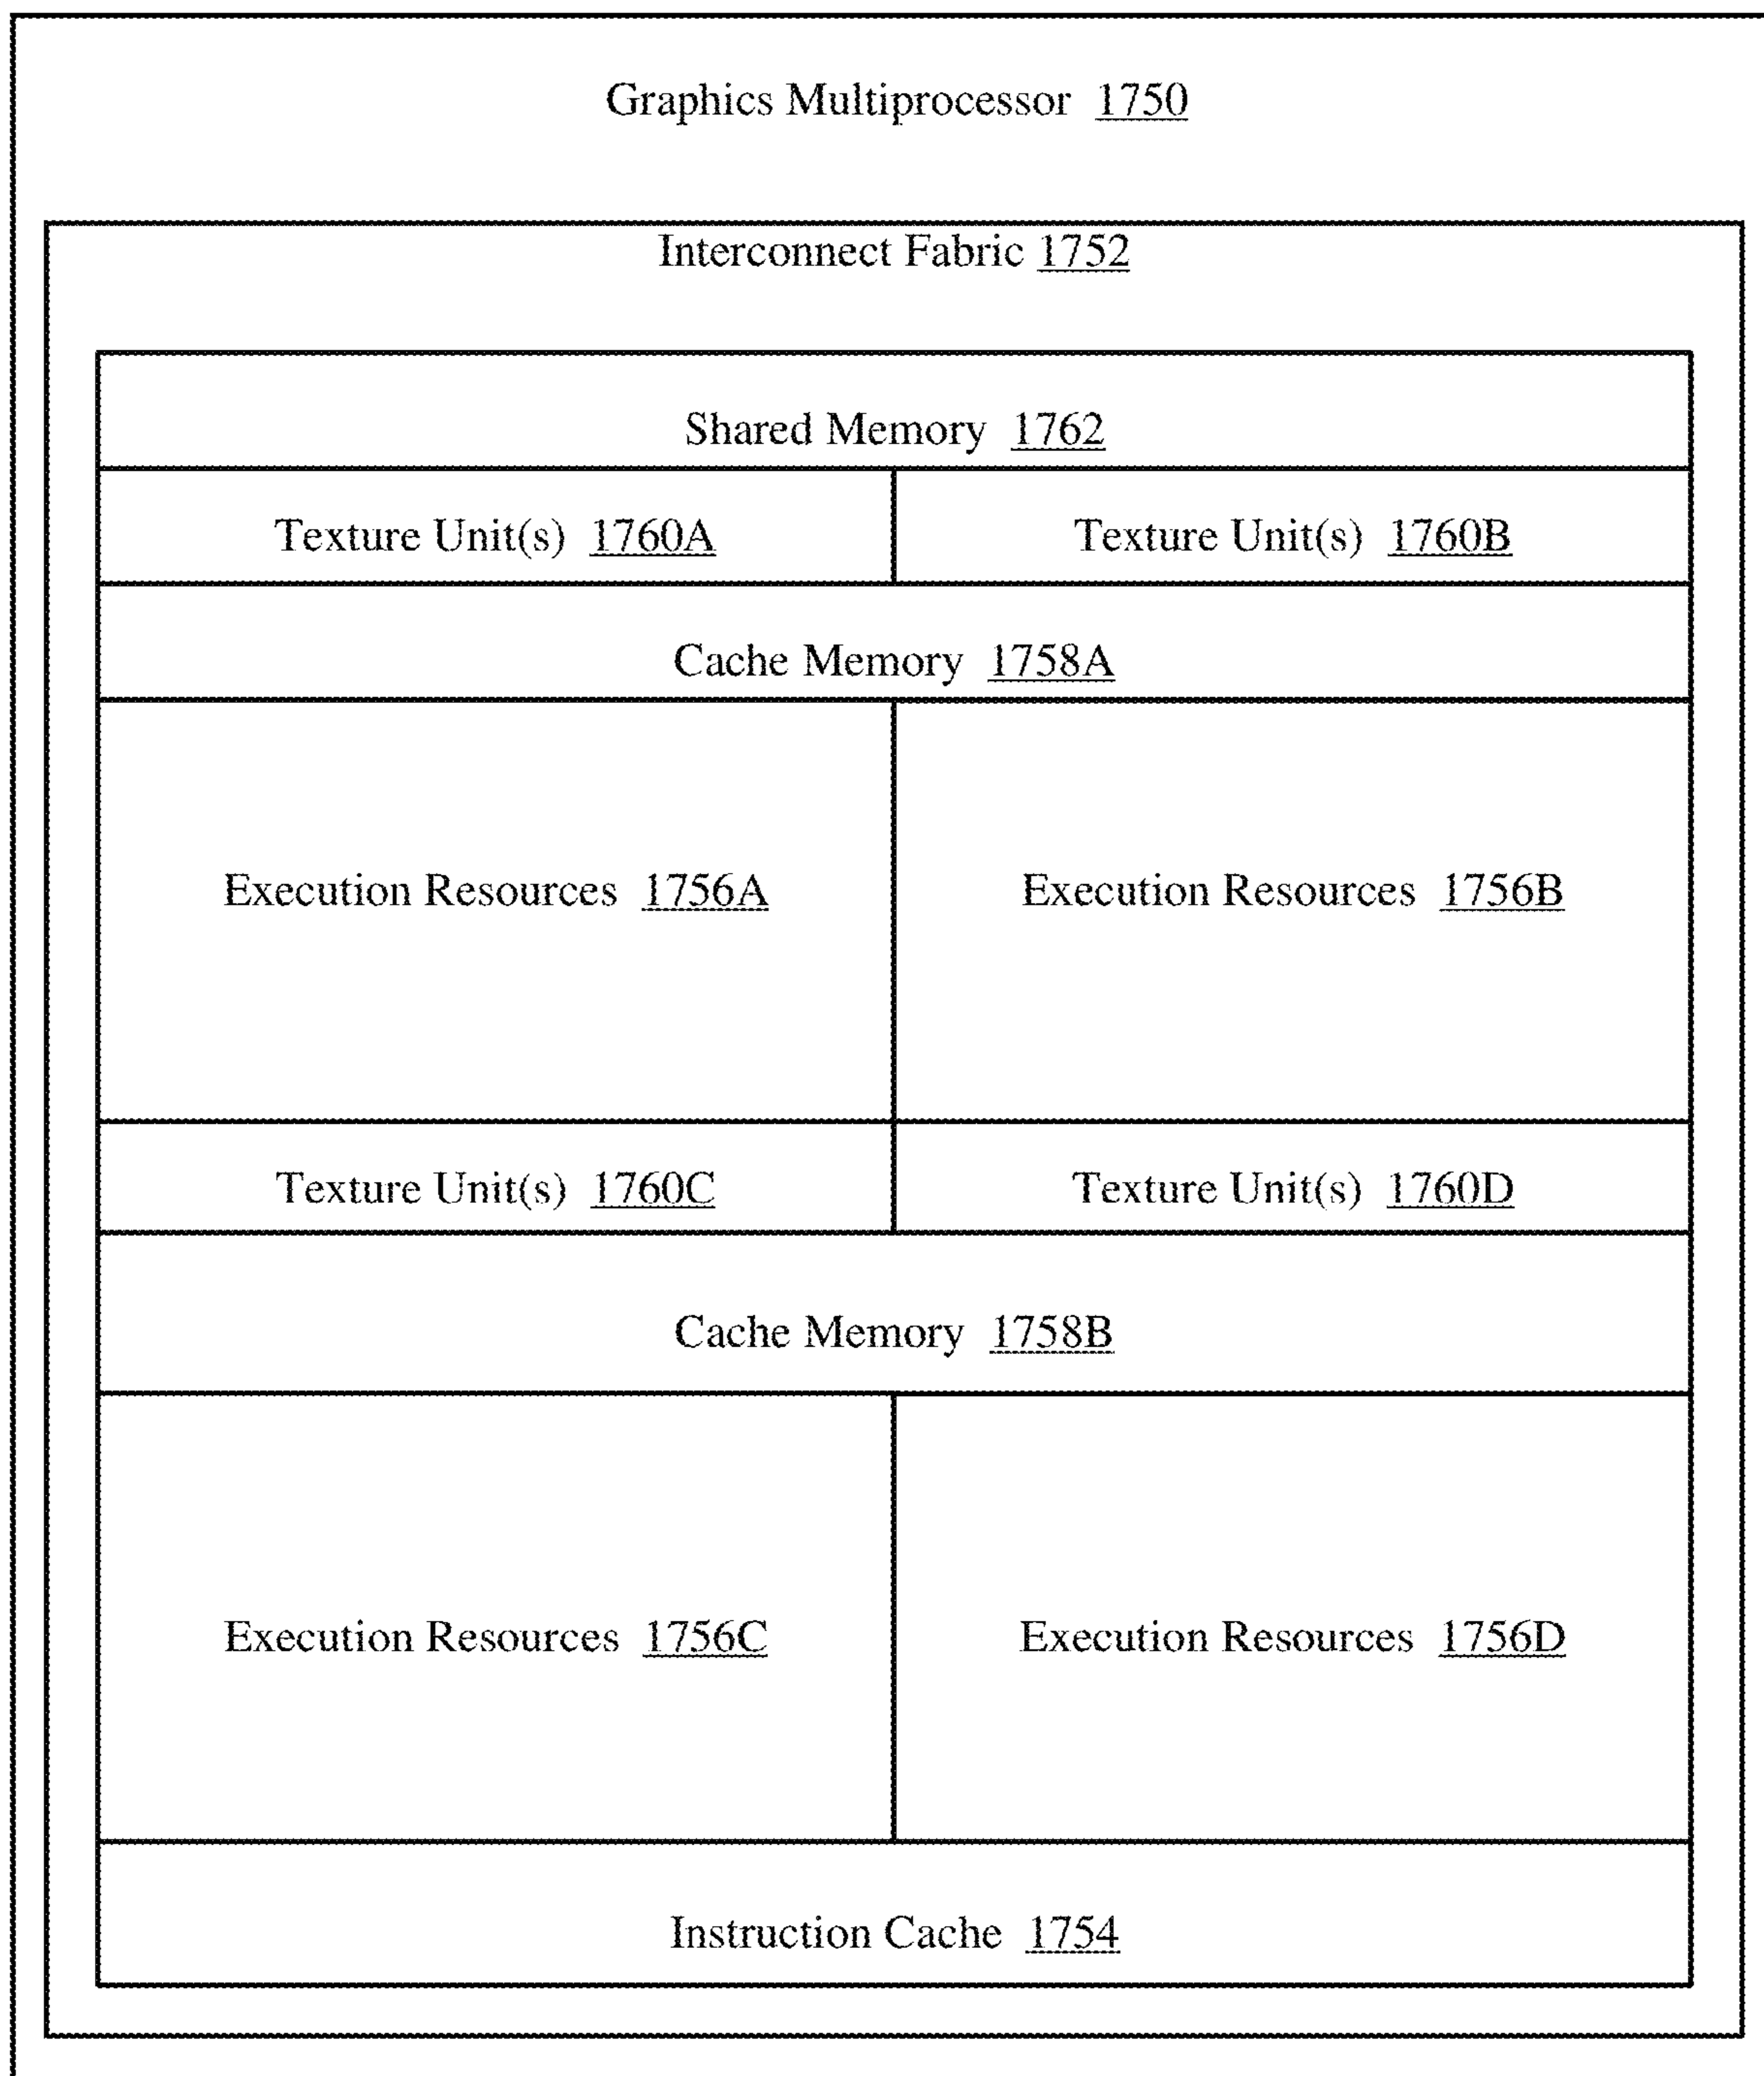 Graphics Multiprocessor 1750
Interconnect Fabric 1752
Shared Memory 1762
Texture Unit(s) 1760A
Texture Unit(s) 1760B
Cache Memory 1758A
Execution Resources 1756A
Execution Resources 1756B
Texture Unit(s) 1760C
Texture Unit(s) 1760D
Cache Memory 1758B
Execution Resources 1756C
Execution Resources 1756D
Instruction Cache 1754